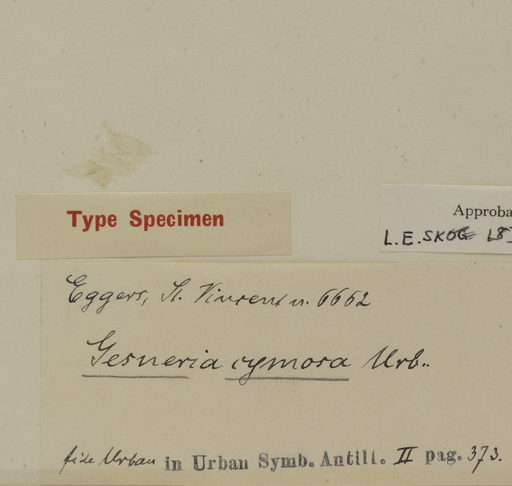 Type Specimen
Approba
L.E. SKOG L83
Eggers, St. Vincent n. 6662
Gesneria cymosa Urb.
fide Urban in Urban Symb. Antill. II pag. 373.